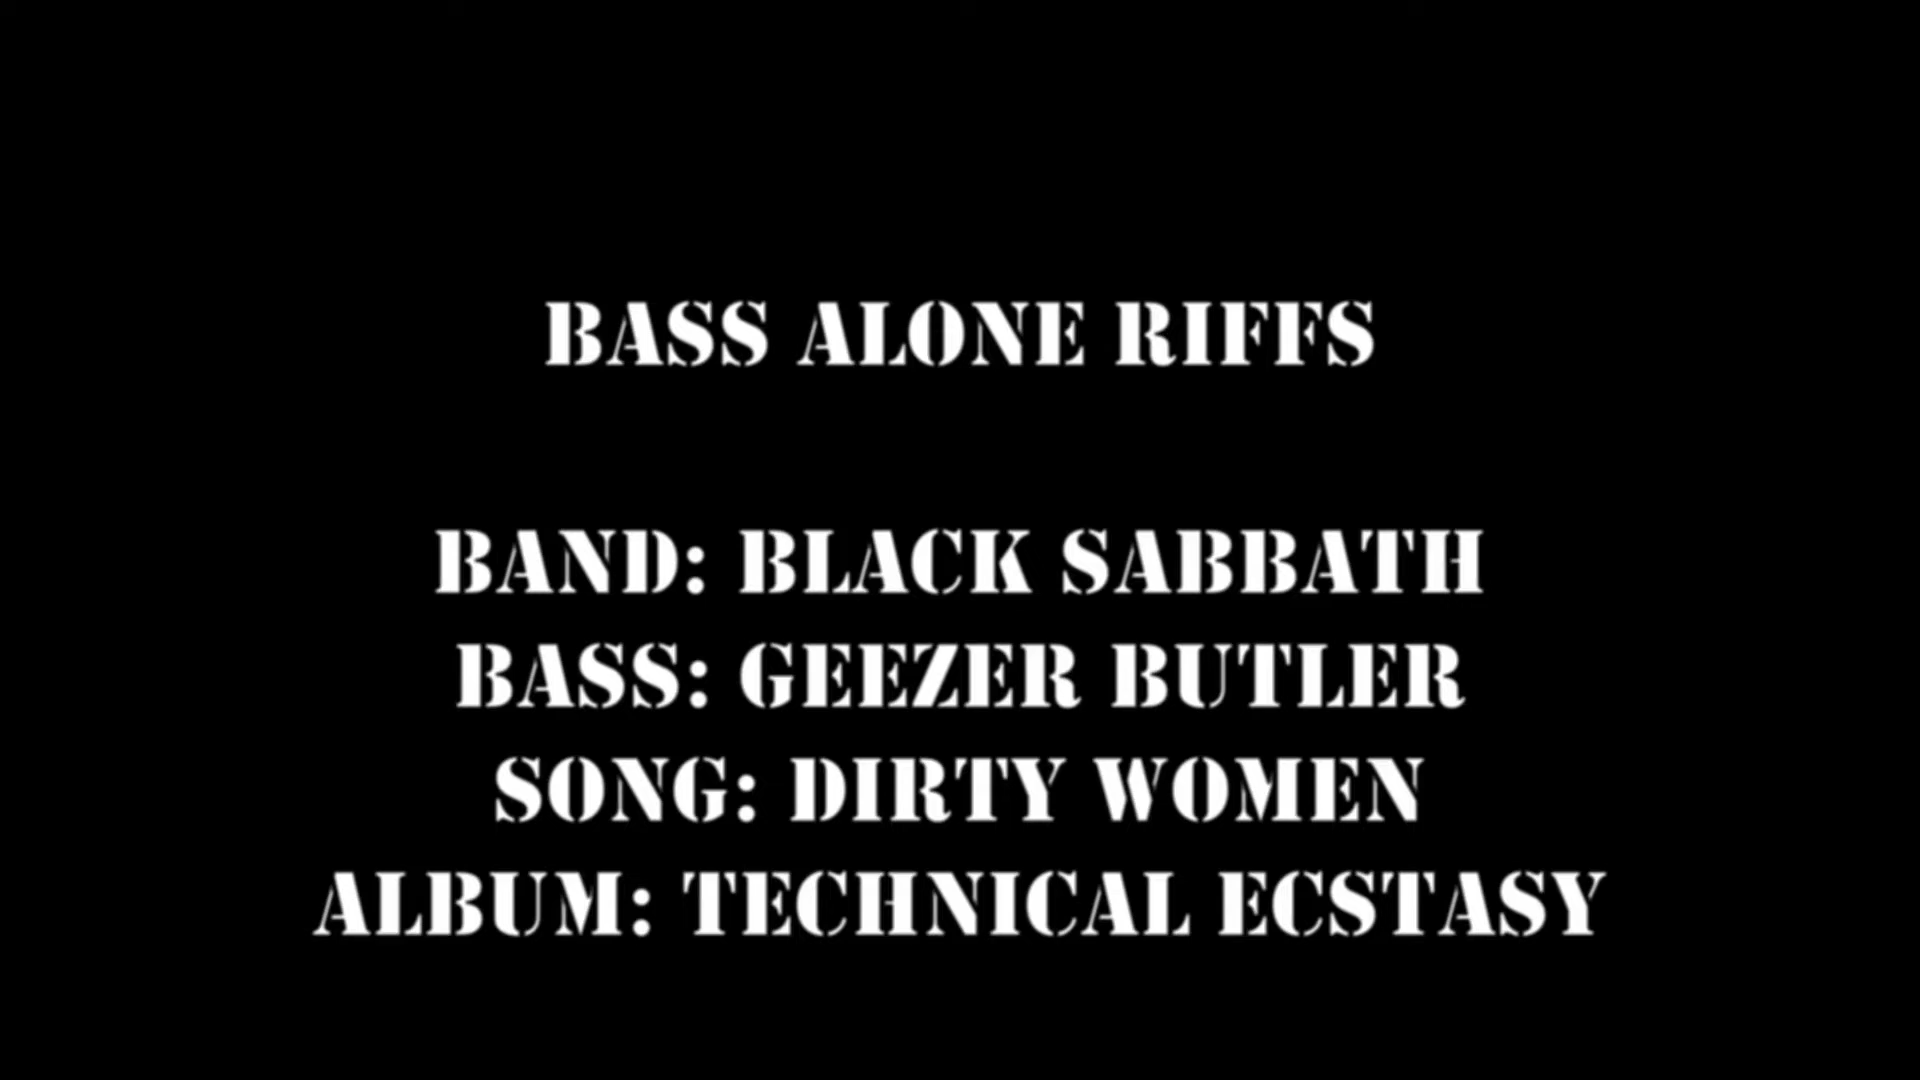 BASS ALONE RIFFS
BAND: BLACK SABBATH
BASS: GEEZER BUTLER
SONG: DIRTY WOMEN
ALBUM: TECHNICAL ECSTASY